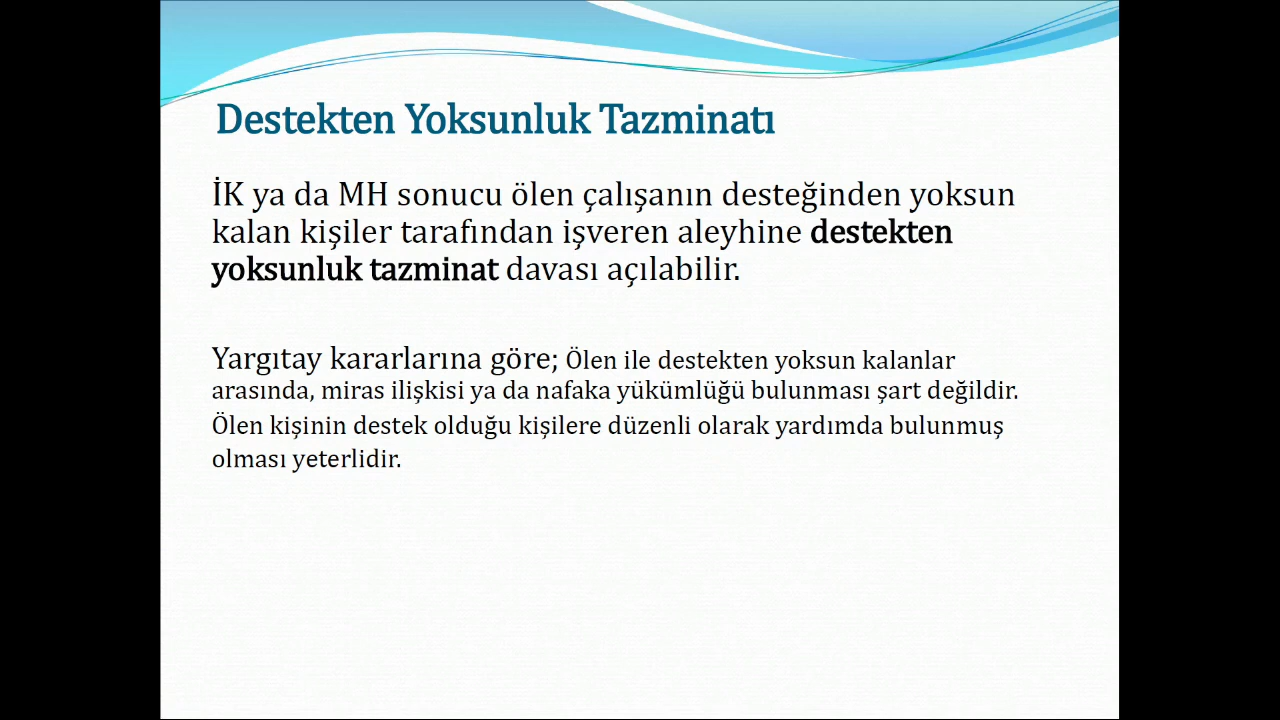 Destekten Yoksunluk Tazminatı
İK ya da MH sonucu ölen çalışanın desteğinden yoksun
kalan kişiler tarafından işveren aleyhine destekten
yoksunluk tazminat davası açılabilir.
Yargıtay kararlarına göre; Ölen ile destekten yoksun kalanlar
arasında, miras ilişkisi ya da nafaka yükümlüğü bulunması şart değildir.
Ölen kişinin destek olduğu kişilere düzenli olarak yardımda bulunmuş
olması yeterlidir.